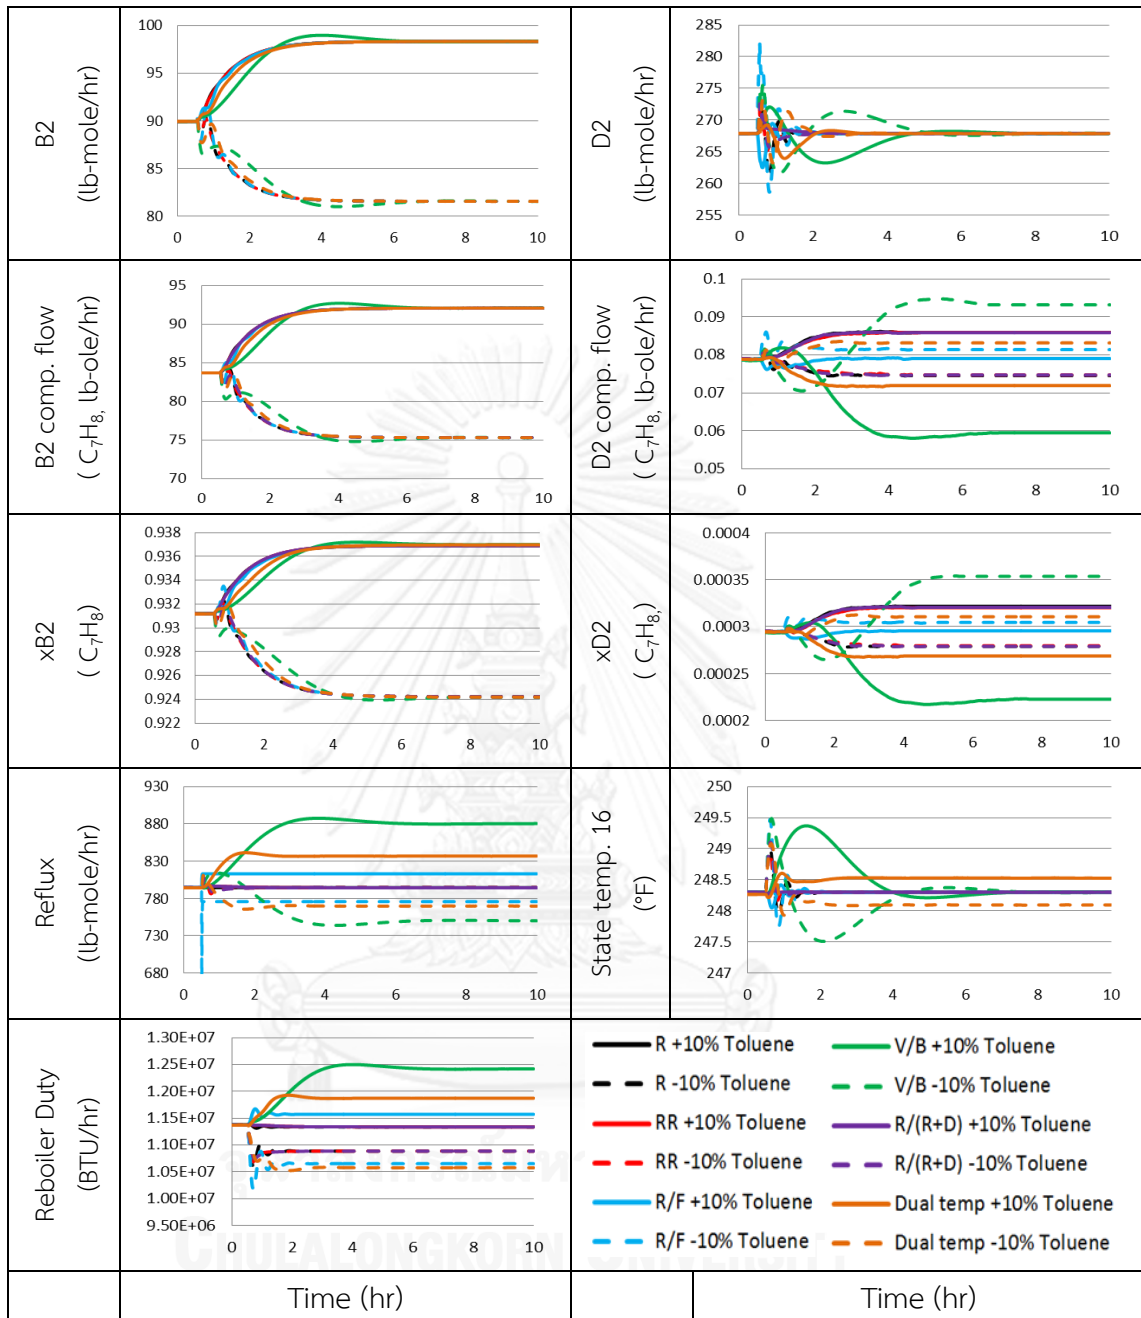 B2
(lb-mole/hr)
100
95
90
85
80
0 2 4 6 8 10
D2
(lb-mole/hr)
285
280
275
270
265
260
255
0 2 4 6 8 10
B2 comp. flow
( C₇H₈, lb-ole/hr)
95
90
85
80
75
70
0 2 4 6 8 10
D2 comp. flow
( C₇H₈, lb-ole/hr)
0.1
0.09
0.08
0.07
0.06
0.05
0 2 4 6 8 10
xB2
( C₇H₈)
0.938
0.936
0.934
0.932
0.93
0.928
0.926
0.924
0.922
0 2 4 6 8 10
xD2
( C₇H₈,)
0.0004
0.00035
0.0003
0.00025
0.0002
0 2 4 6 8 10
Reflux
(lb-mole/hr)
930
880
830
780
730
680
0 2 4 6 8 10
State temp. 16
(°F)
250
249.5
249
248.5
248
247.5
247
0 2 4 6 8 10
Reboiler Duty
(BTU/hr)
1.30E+07
1.25E+07
1.20E+07
1.15E+07
1.10E+07
1.05E+07
1.00E+07
9.50E+06
0 2 4 6 8 10
R +10% Toluene
R -10% Toluene
RR +10% Toluene
RR -10% Toluene
R/F +10% Toluene
R/F -10% Toluene
V/B +10% Toluene
V/B -10% Toluene
R/(R+D) +10% Toluene
R/(R+D) -10% Toluene
Dual temp +10% Toluene
Dual temp -10% Toluene
CHULALONGKORN UNIVERSITY
Time (hr)
Time (hr)